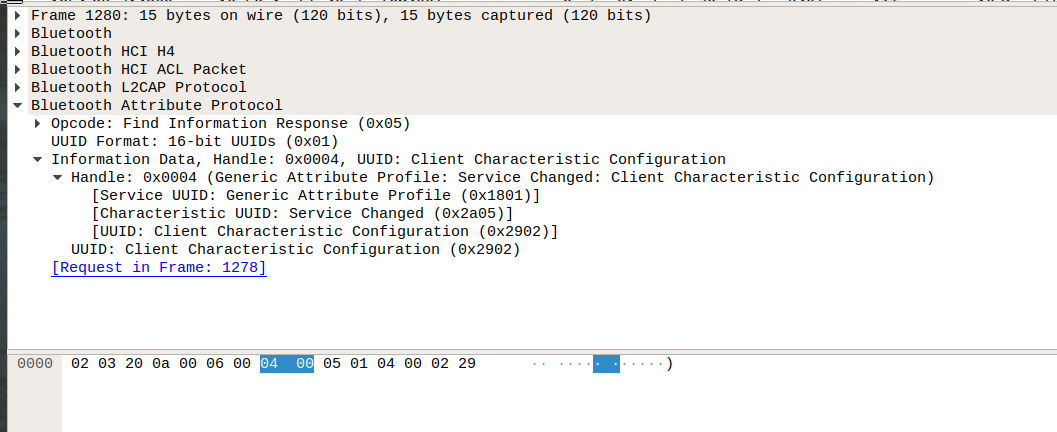 Frame 1280: 15 bytes on wire (120 bits), 15 bytes captured (120 bits)
Bluetooth
Bluetooth HCI H4
Bluetooth HCI ACL Packet
Bluetooth L2CAP Protocol
Bluetooth Attribute Protocol
Opcode: Find Information Response (0x05)
UUID Format: 16-bit UUIDs (0x01)
Information Data, Handle: 0x0004, UUID: Client Characteristic Configuration
Handle: 0x0004 (Generic Attribute Profile: Service Changed: Client Characteristic Configuration)
[Service UUID: Generic Attribute Profile (0x1801)]
[Characteristic UUID: Service Changed (0x2a05)]
[UUID: Client Characteristic Configuration (0x2902)]
UUID: Client Characteristic Configuration (0x2902)
[Request in Frame: 1278]
0000 02 03 20 0a 00 06 00 04 00 05 01 04 00 02 29 ·· ···· · ······)